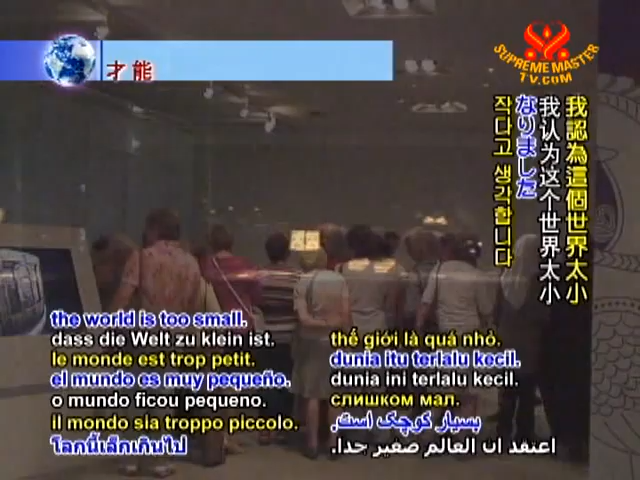 才能
SUPREME MASTER
TV.COM
我認為這個世界太小
我认为这个世界太小
なりました
작다고 생각합니다
the world is too small.
dass die Welt zu klein ist.
le monde est trop petit.
el mundo es muy pequeño.
o mundo ficou pequeno.
il mondo sia troppo piccolo.
โลกนี้เล็กเกินไป
thế giới là quá nhỏ.
dunia itu terlalu kecil.
dunia ini terlalu kecil.
слишком мал.
بسیار کوچک است.
اعتقد ان العالم صغير جدا.